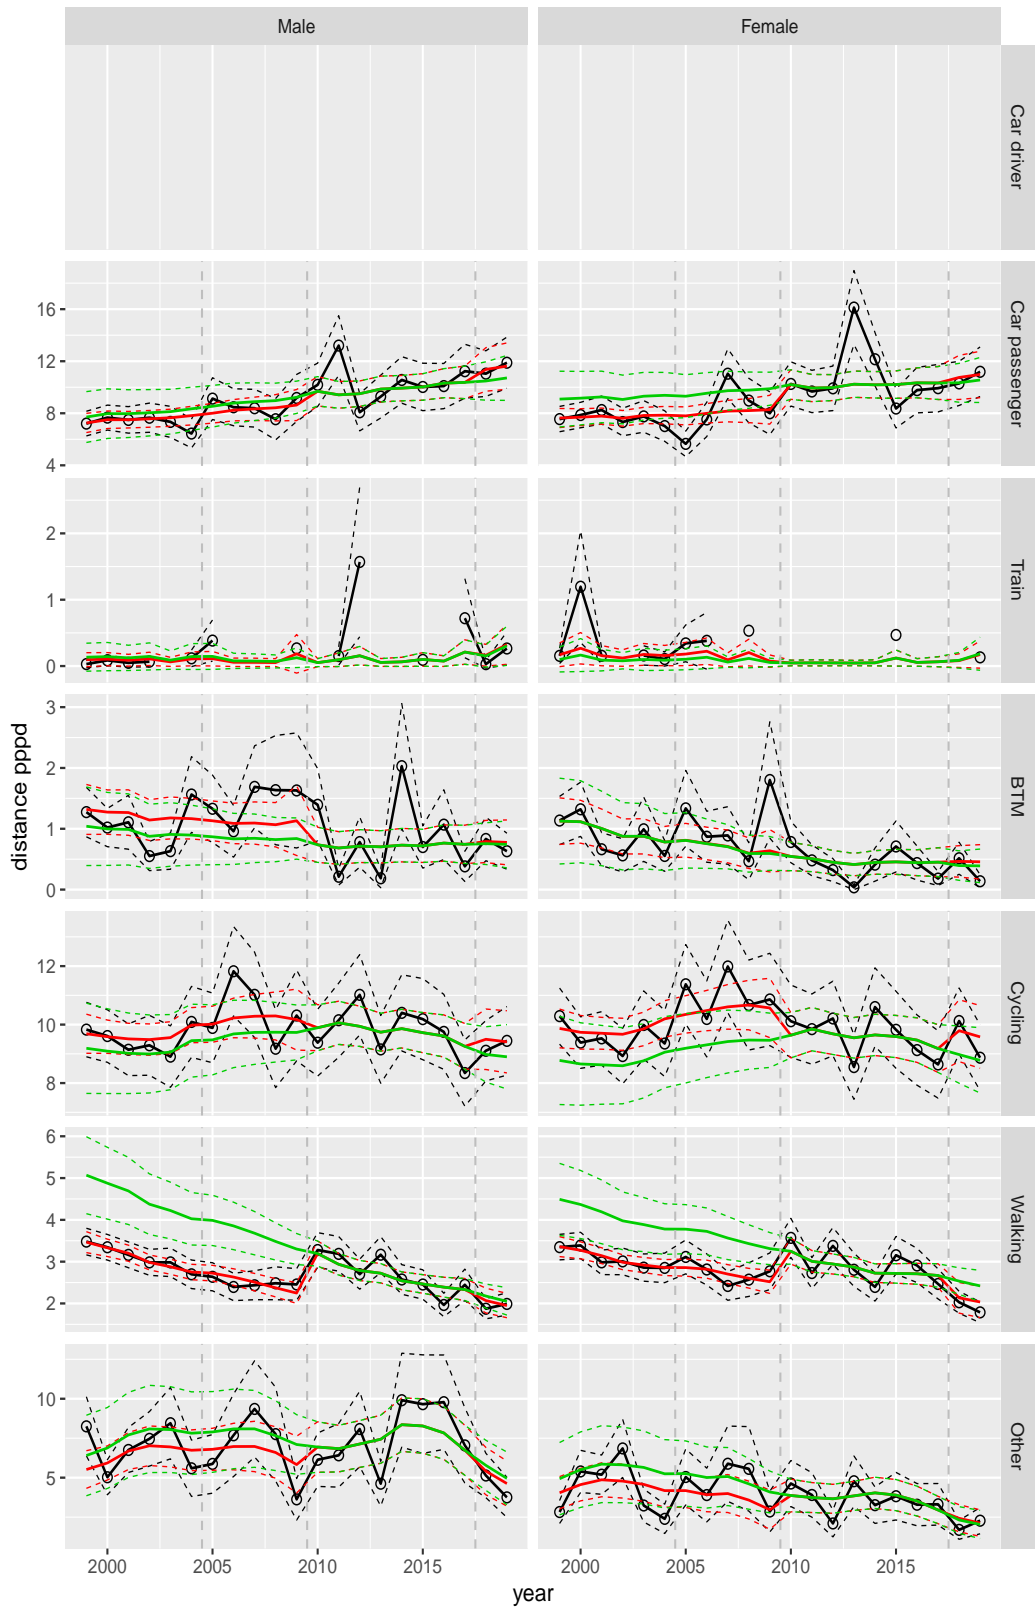 Male
Female
Car driver
Car passenger
16
12
8
4
Train
2
1
0
BTM
3
2
1
0
distance pppd
Cycling
12
10
8
Walking
6
5
4
3
2
Other
10
5
2000
2005
2010
2015
2000
2005
2010
2015
year